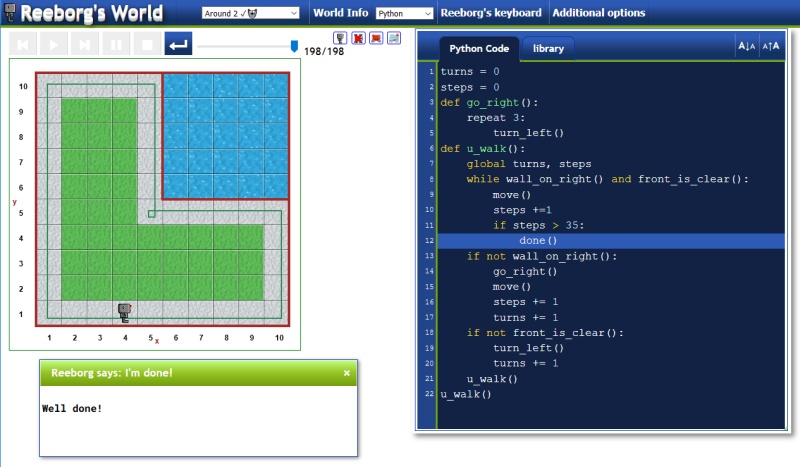 Reeborg's World
Around 2 ✓
World Info
Python
Reeborg's keyboard
Additional options
198/198
Python Code
library
A↓A
A↑A
1 turns = 0
2 steps = 0
3 def go_right():
4 repeat 3:
5 turn_left()
6 def u_walk():
7 global turns, steps
8 while wall_on_right() and front_is_clear():
9 move()
10 steps +=1
11 if steps > 35:
12 done()
13 if not wall_on_right():
14 go_right()
15 move()
16 steps += 1
17 turns += 1
18 if not front_is_clear():
19 turn_left()
20 turns += 1
21 u_walk()
22 u_walk()
10
9
8
7
6
5
4
3
2
1
y
1 2 3 4 5 6 7 8 9 10
x
Reeborg says: I'm done!
×
Well done!